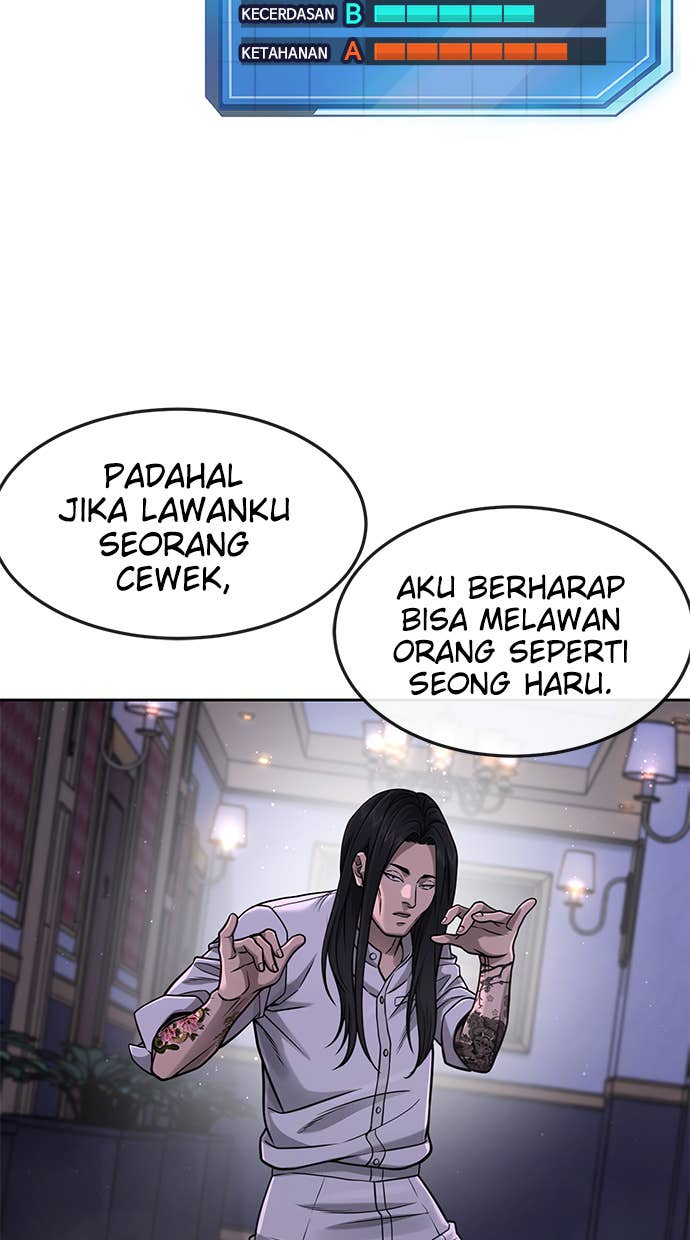 KECERDASAN B
KETAHANAN A
PADAHAL
JIKA LAWANKU
SEORANG
CEWEK,
AKU BERHARAP
BISA MELAWAN
ORANG SEPERTI
SEONG HARU.